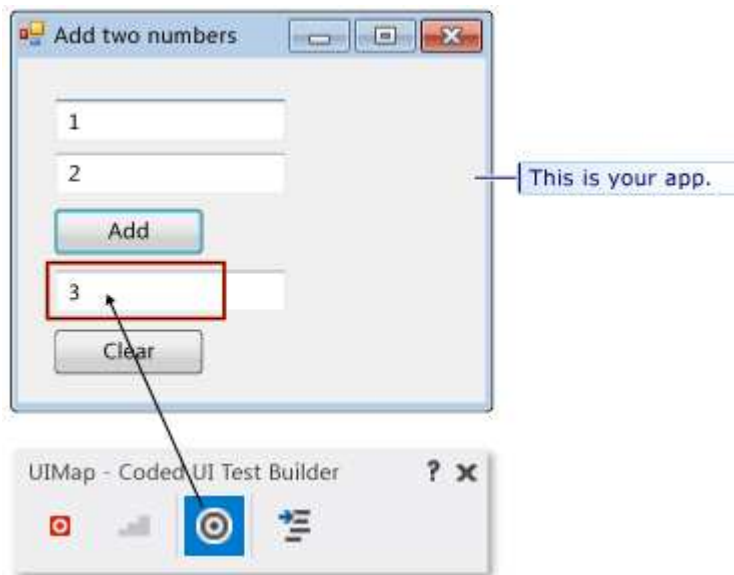 Add two numbers
1
2
This is your app.
Add
3
Clear
UIMap - Coded UI Test Builder ?